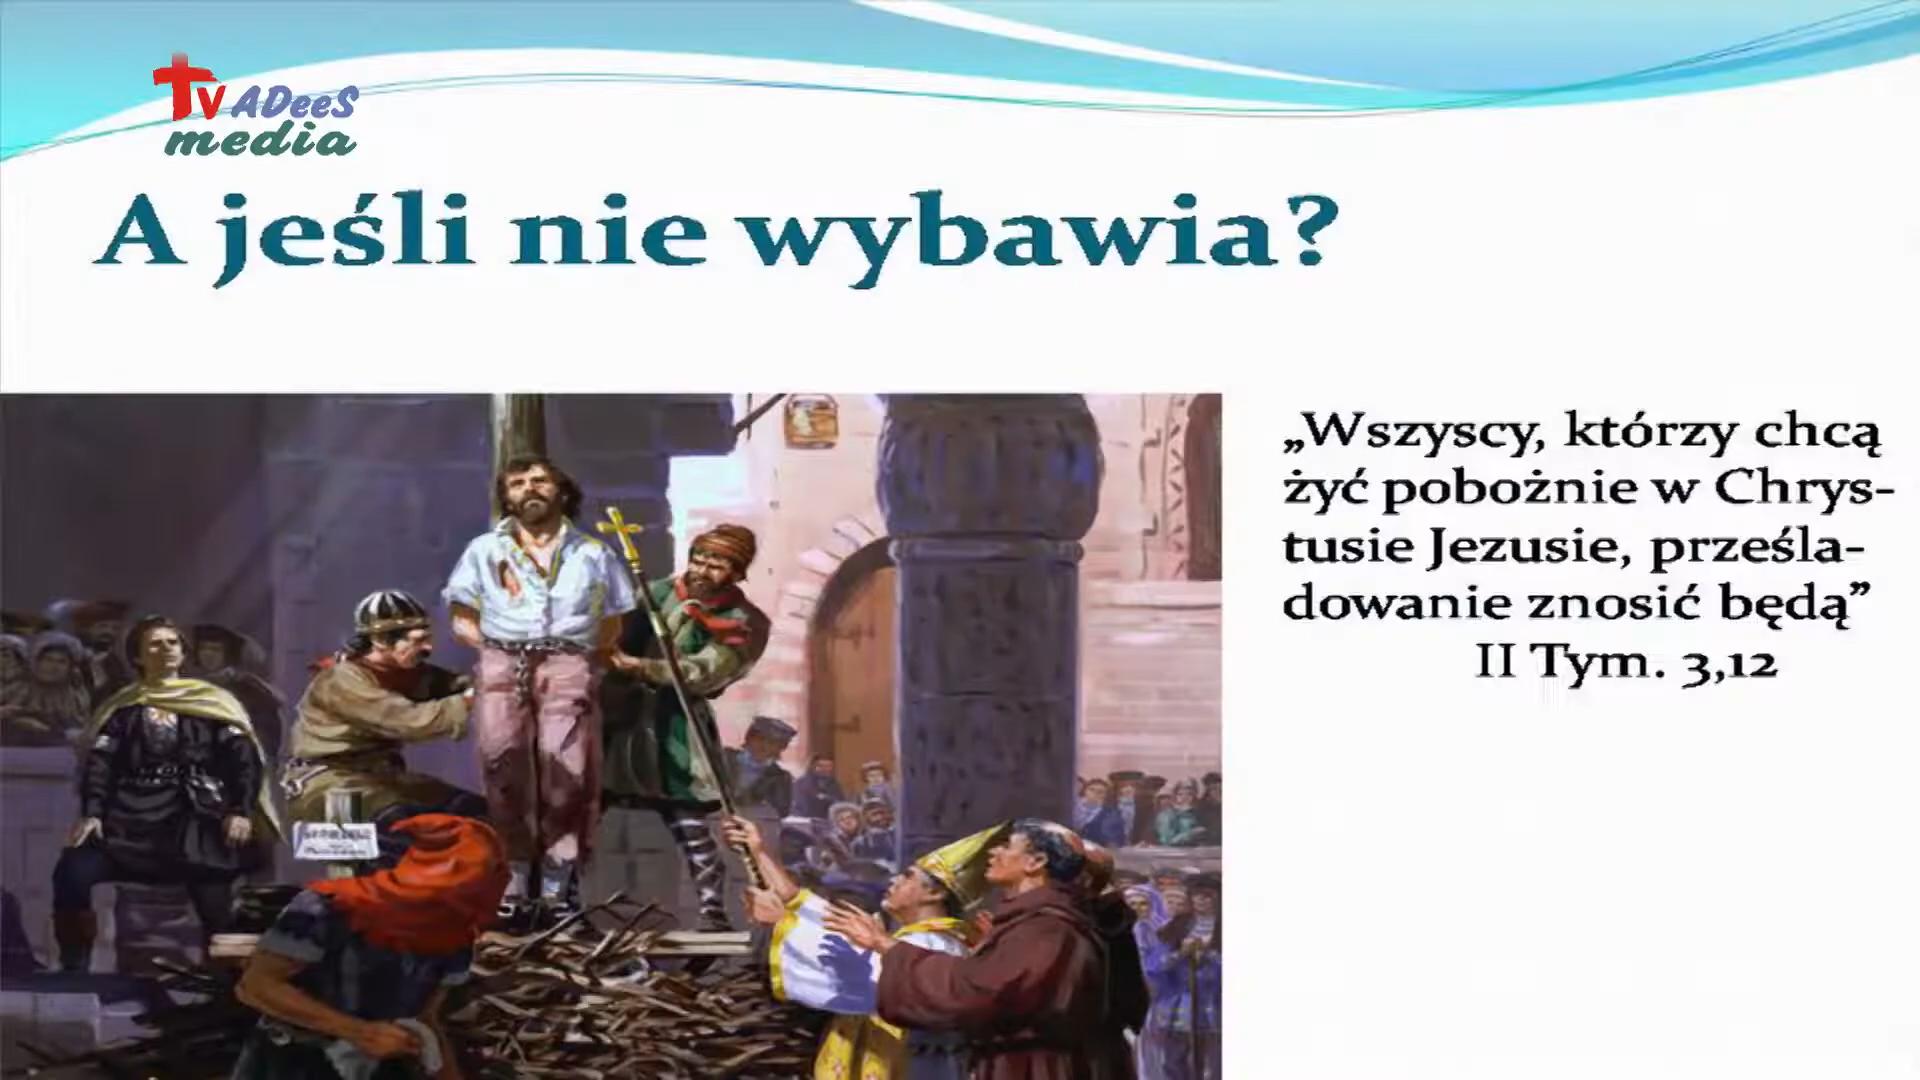 TV ADeeS
media
A jeśli nie wybawia?
„Wszyscy, którzy chcą
żyć pobożnie w Chrys-
tusie Jezusie, prześla-
dowanie znosić będą”
II Tym. 3,12